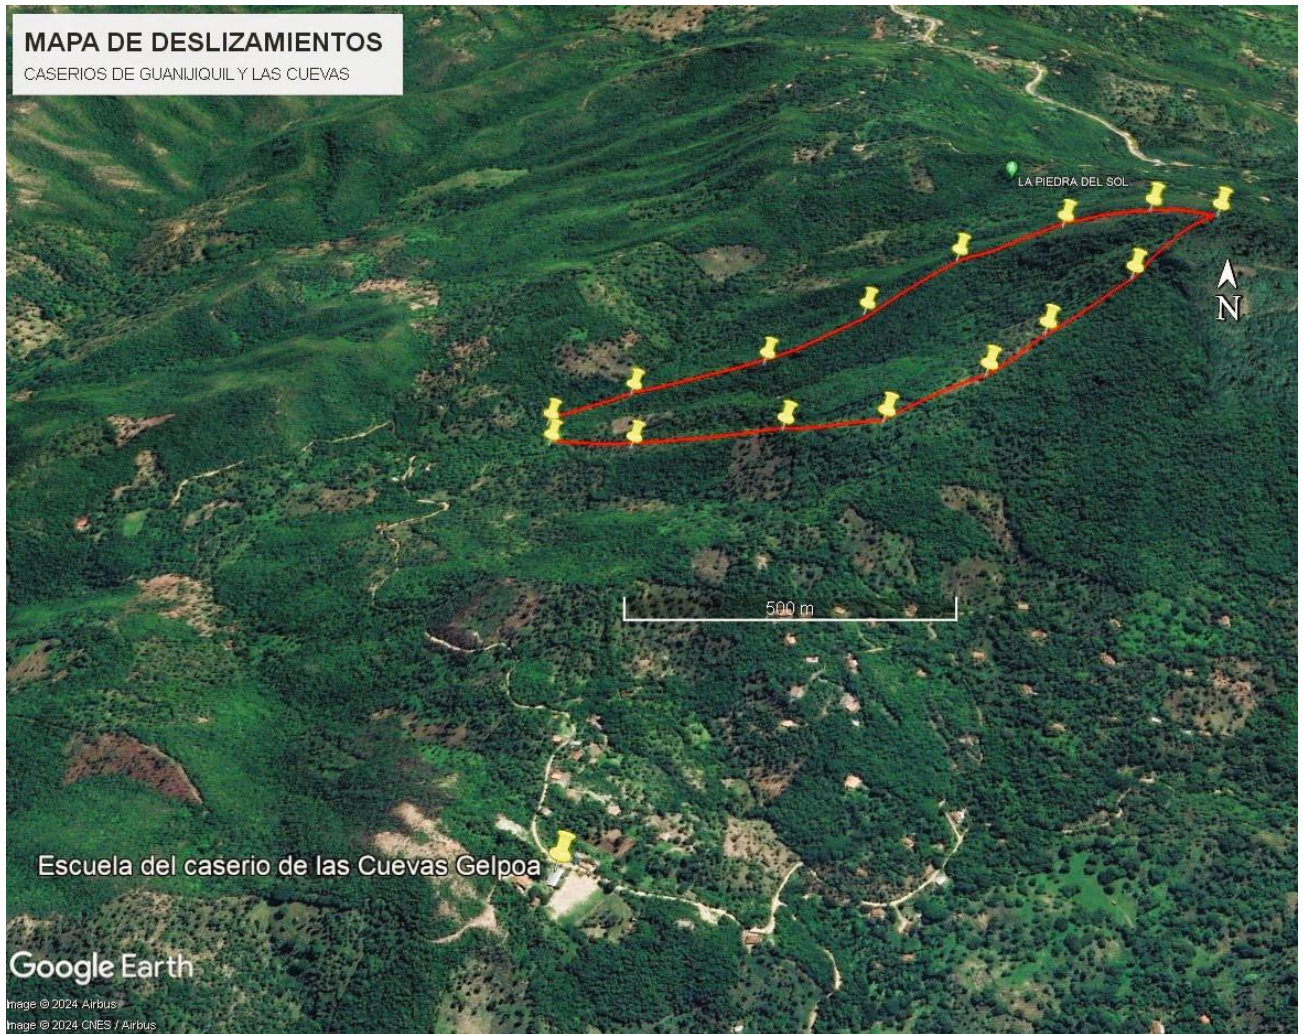 MAPA DE DESLIZAMIENTOS
CASERIOS DE GUANIJIQUIL Y LAS CUEVAS
LA PIEDRA DEL SOL
N
500 m
Escuela del caserio de las Cuevas Gelpoa
Google Earth
Image © 2024 Airbus
Image © 2024 CNES / Airbus